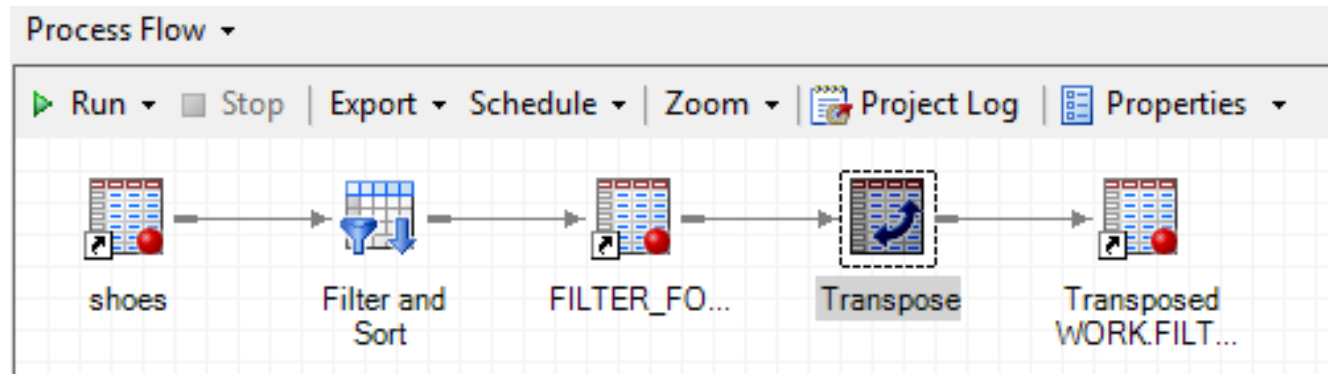 Process Flow
Run Stop Export Schedule Zoom Project Log Properties
shoes Filter and FILTER_FO... Transpose Transposed
Sort WORK.FILT...